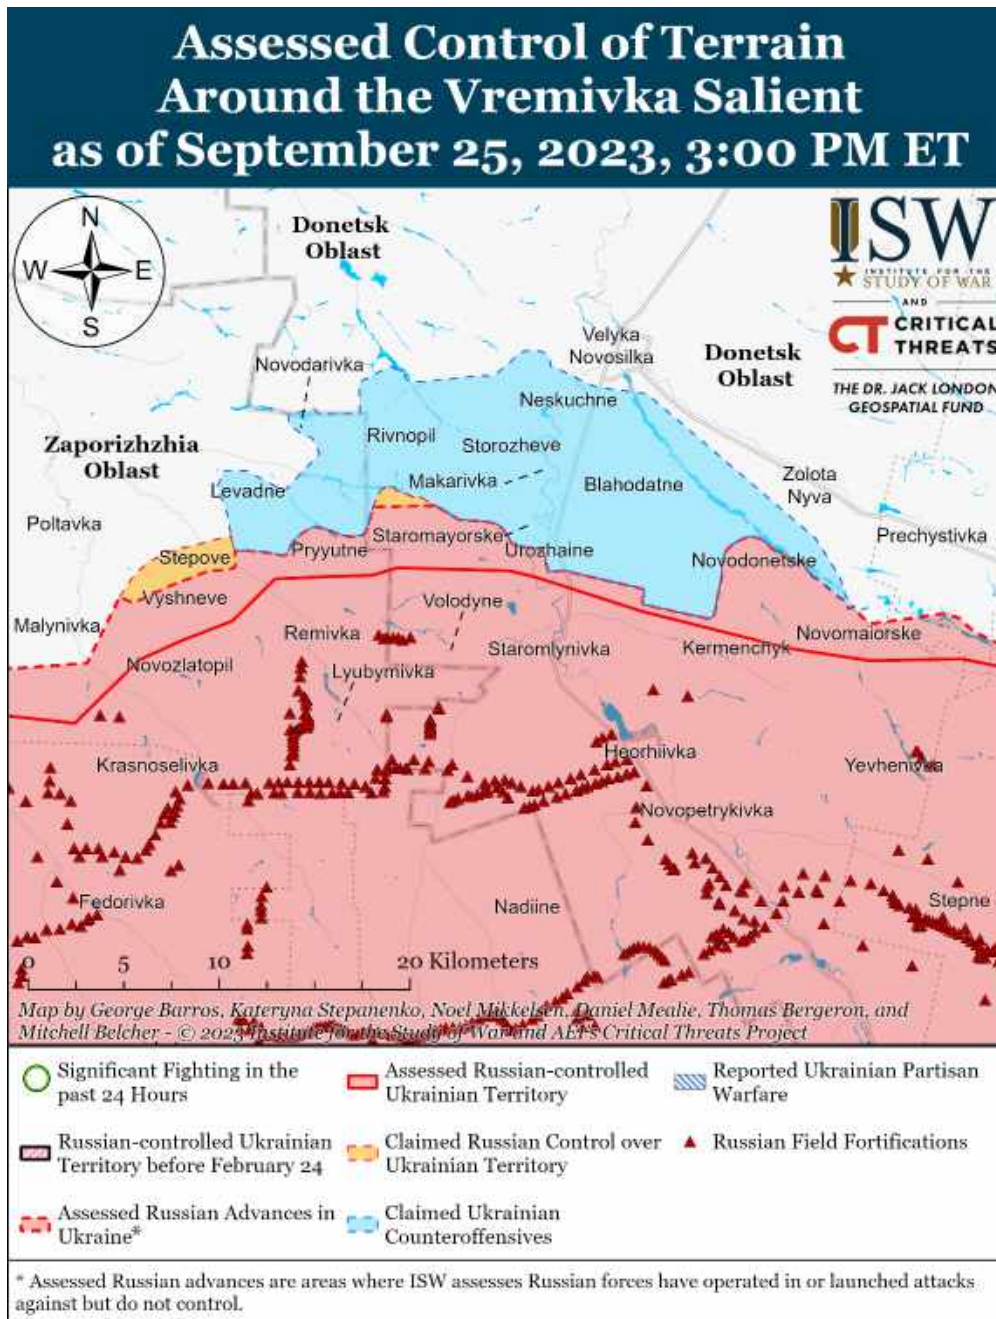 Assessed Control of Terrain
Around the Vremivka Salient
as of September 25, 2023, 3:00 PM ET
N
W
E
S
Donetsk
Oblast
ISW
INSTITUTE FOR THE
STUDY OF WAR
AND
CT CRITICAL
THREATS
THE DR. JACK LONDON
GEOSPATIAL FUND
Velyka
Novosilka
Donetsk
Oblast
Novodarivka
Neskuchne
Rivnopil
Storozheve
Zaporizhzhia
Oblast
Levadne
Makarivka
Blahodatne
Zolota
Nyva
Poltavka
Staromayorske
Prechystivka
Stepove
Pryyutne
Urozhaine
Novodonetske
Vyshneve
Volodyne
Malynivka
Remivka
Novomaiorske
Staromlynivka
Kermenchyk
Novozlatopil
Lyubymivka
Krasnoselivka
Heorhiivka
Yevhenivka
Novopetrykivka
Fedorivka
Nadiine
Stepne
0 5 10 20 Kilometers
Map by George Barros, Kateryna Stepanenko, Noel Mikkelsen, Daniel Mealie, Thomas Bergeron, and
Mitchell Belcher - © 2023 Institute for the Study of War and AEI's Critical Threats Project
Significant Fighting in the
past 24 Hours
Assessed Russian-controlled
Ukrainian Territory
Reported Ukrainian Partisan
Warfare
Russian-controlled Ukrainian
Territory before February 24
Claimed Russian Control over
Ukrainian Territory
Russian Field Fortifications
Assessed Russian Advances in
Ukraine*
Claimed Ukrainian
Counteroffensives
* Assessed Russian advances are areas where ISW assesses Russian forces have operated in or launched attacks
against but do not control.